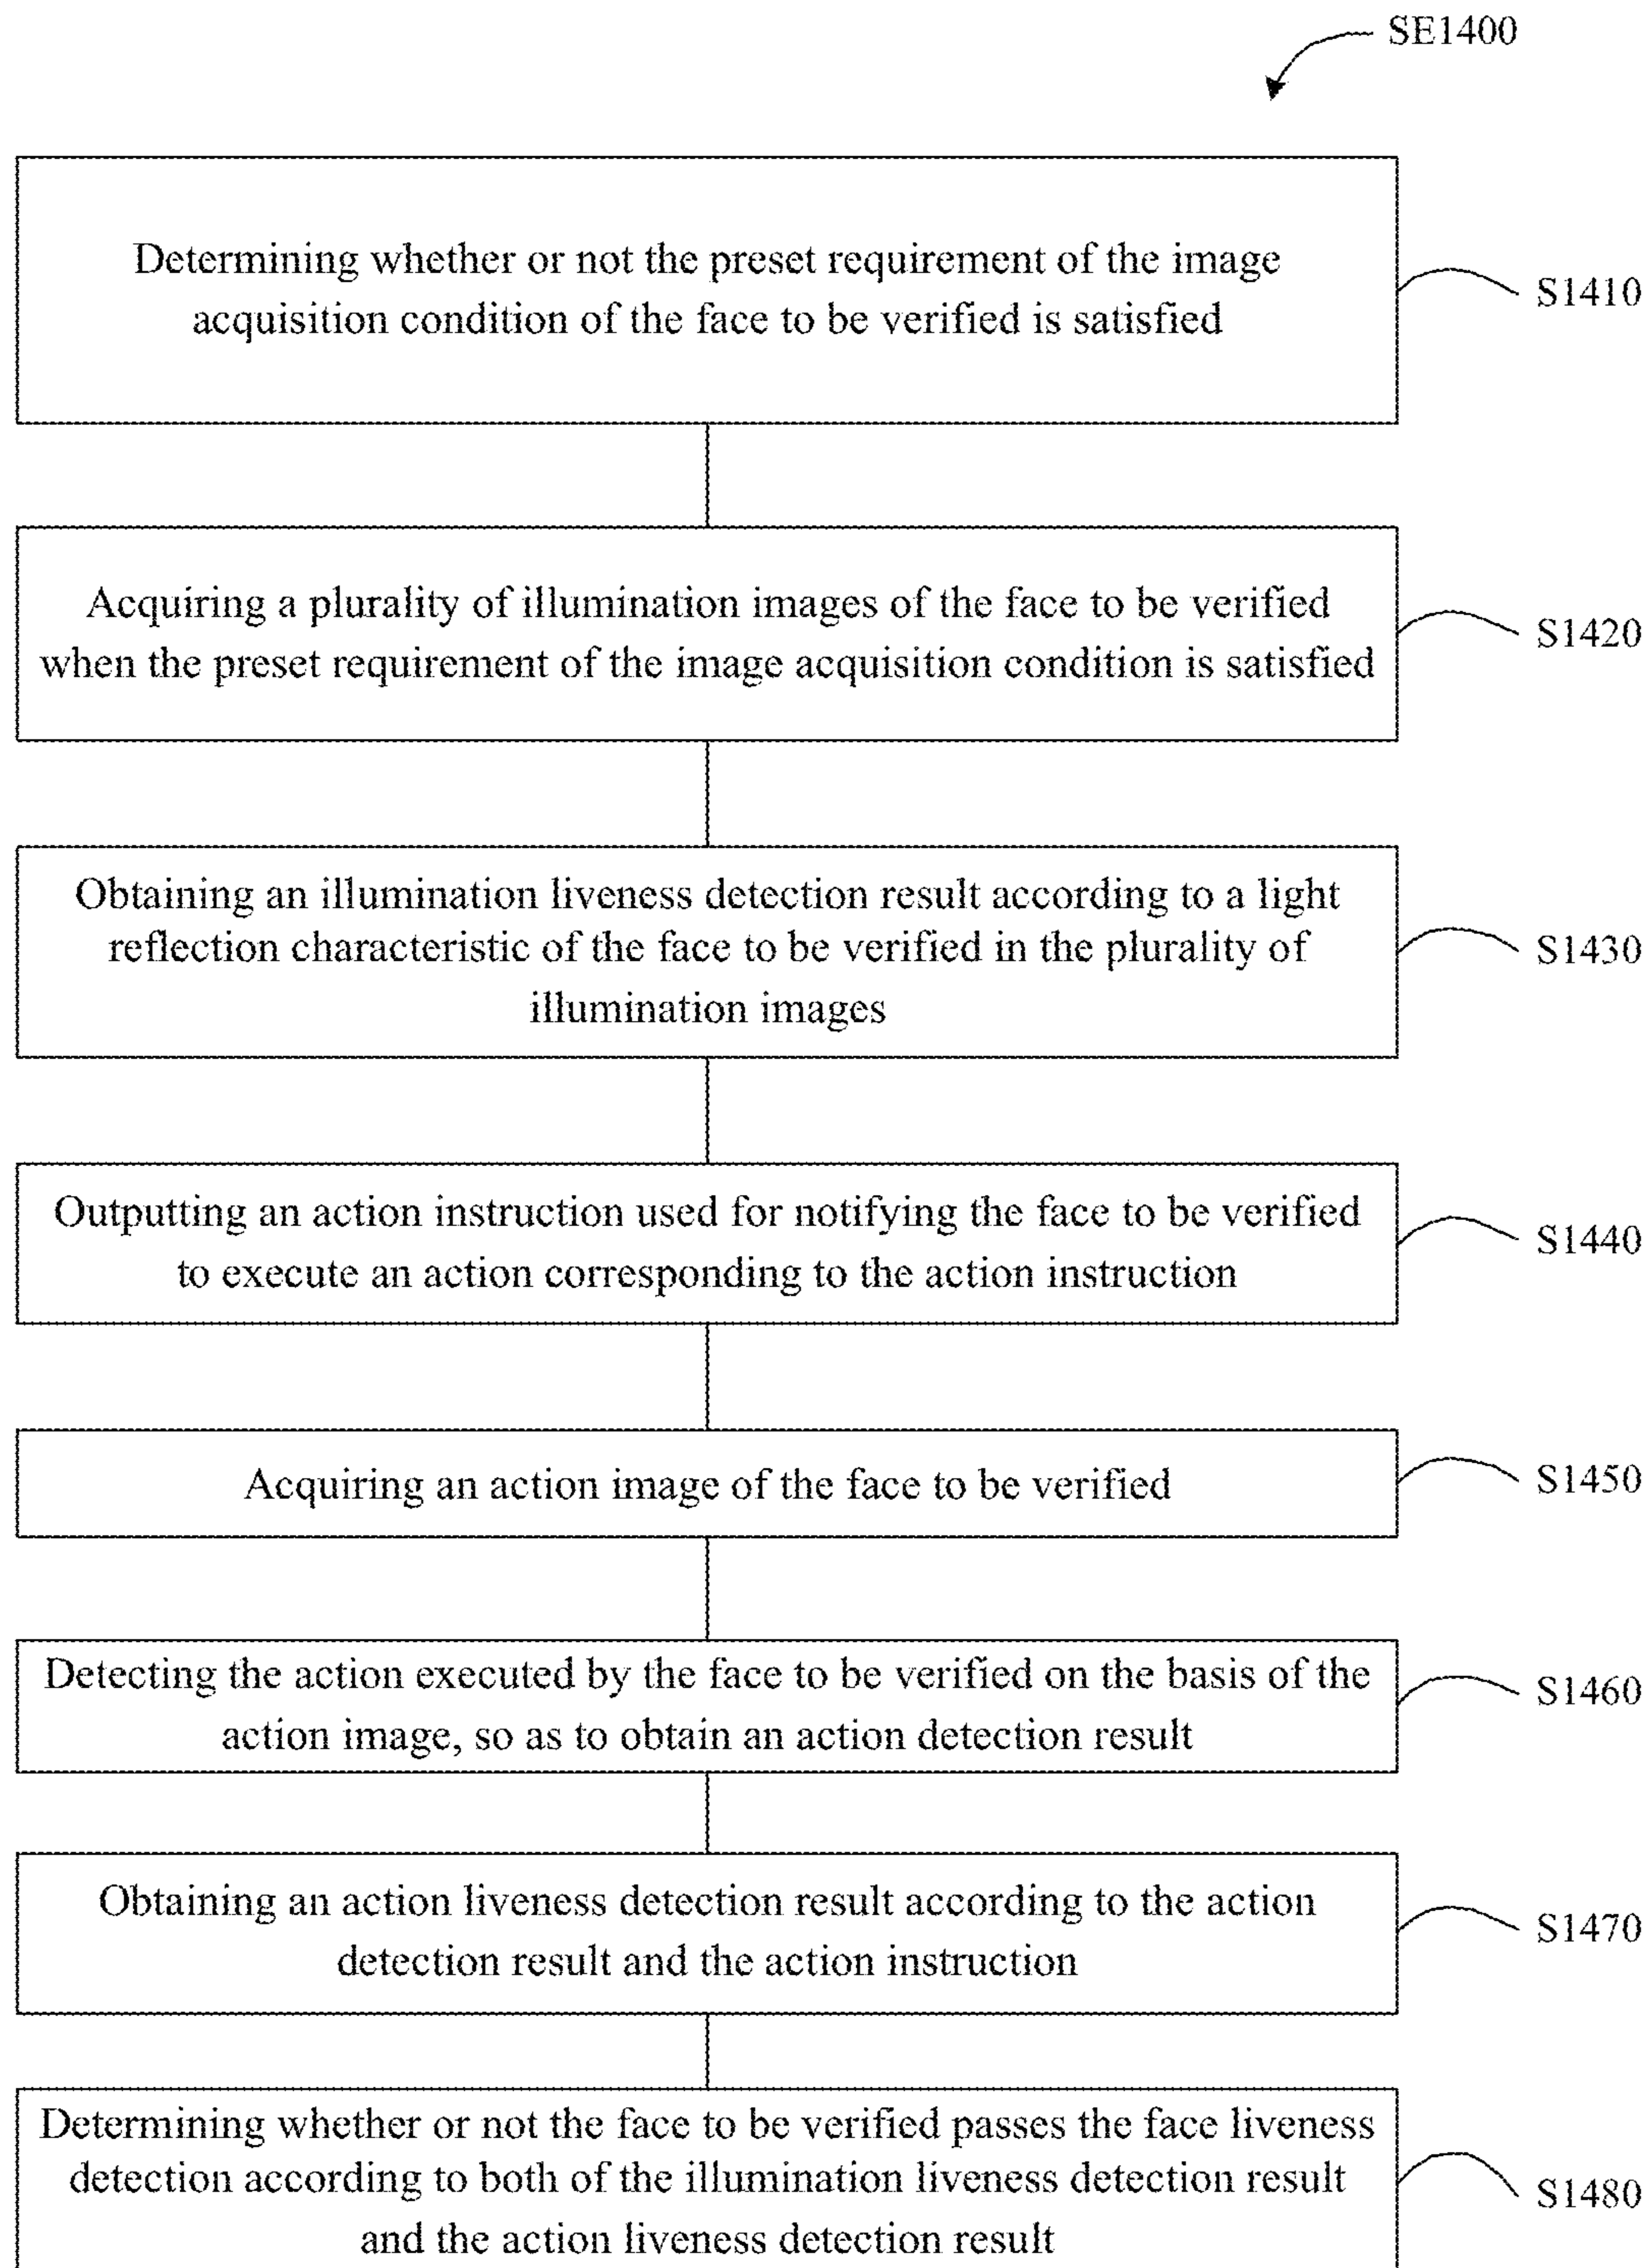 SE1400
Determining whether or not the preset requirement of the image
acquisition condition of the face to be verified is satisfied
S1410
Acquiring a plurality of illumination images of the face to be verified
when the preset requirement of the image acquisition condition is satisfied
S1420
Obtaining an illumination liveness detection result according to a light
reflection characteristic of the face to be verified in the plurality of
illumination images
S1430
Outputting an action instruction used for notifying the face to be verified
to execute an action corresponding to the action instruction
S1440
Acquiring an action image of the face to be verified
S1450
Detecting the action executed by the face to be verified on the basis of the
action image, so as to obtain an action detection result
S1460
Obtaining an action liveness detection result according to the action
detection result and the action instruction
S1470
Determining whether or not the face to be verified passes the face liveness
detection according to both of the illumination liveness detection result
and the action liveness detection result
S1480